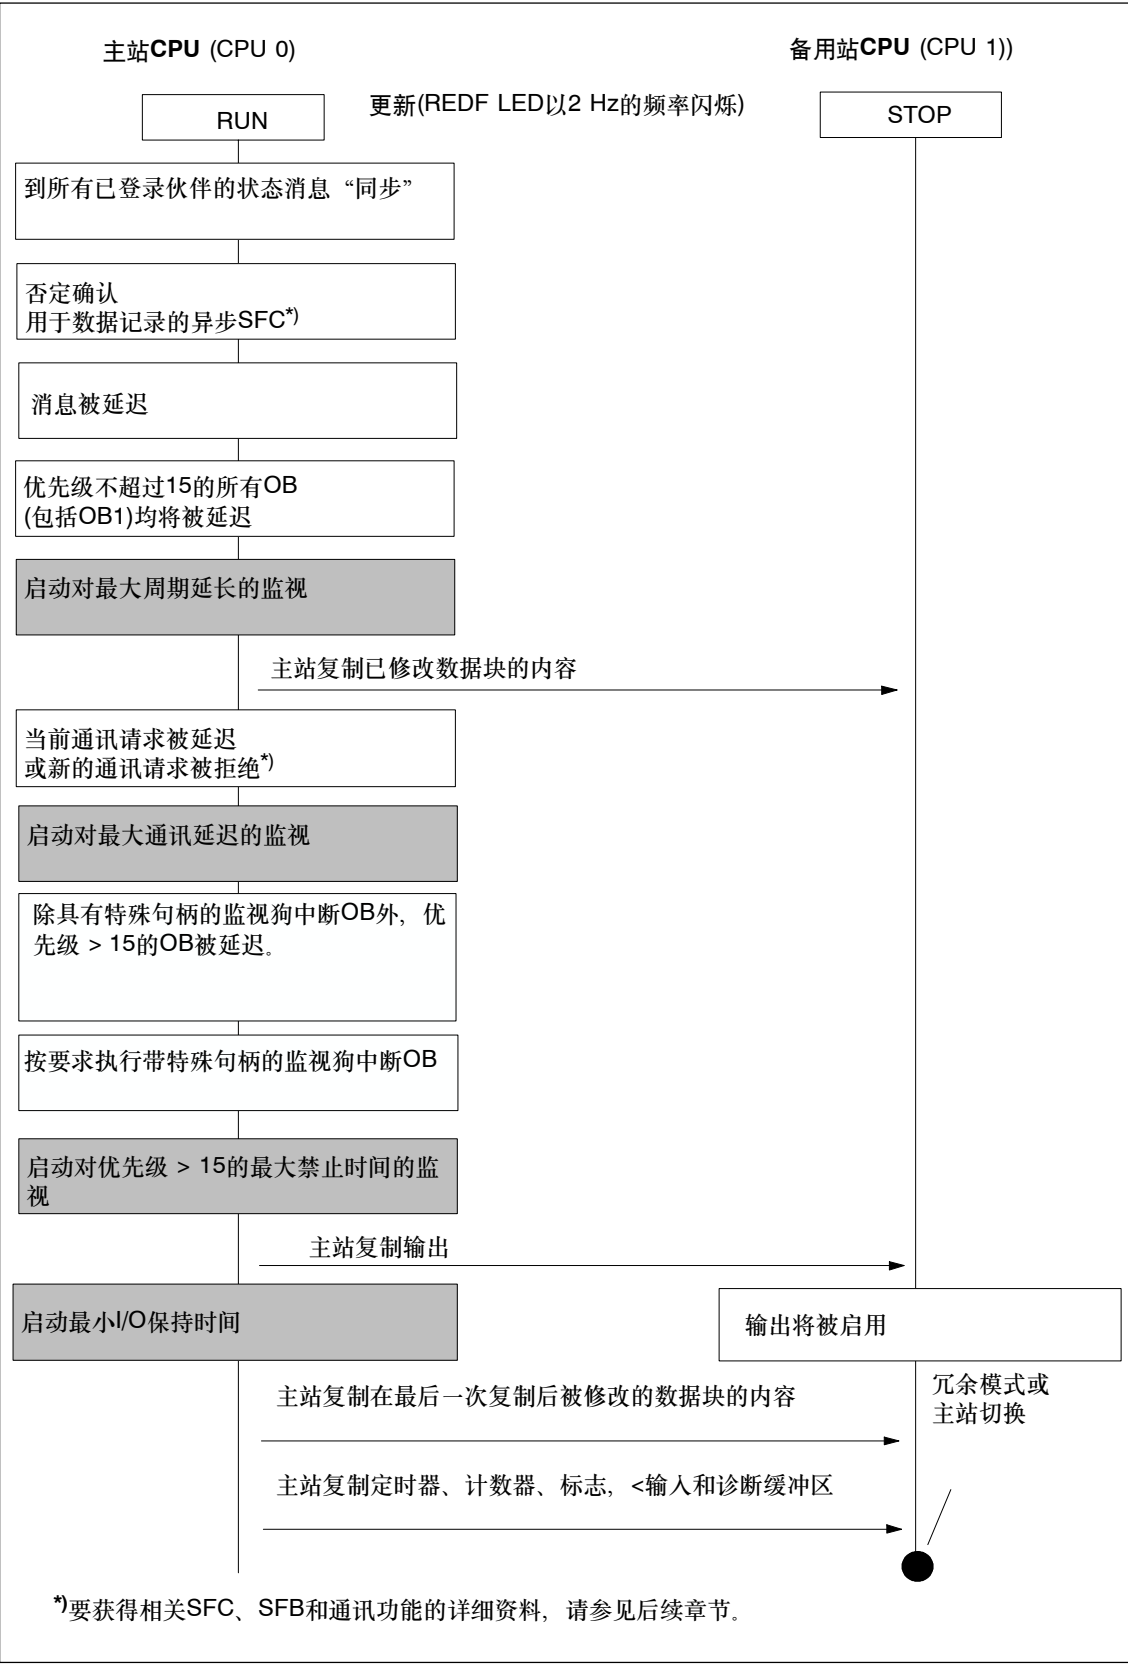 主站CPU (CPU 0)
备用站CPU (CPU 1))
更新(REDF LED以2 Hz的频率闪烁)
RUN
STOP
到所有已登录伙伴的状态消息“同步”
否定确认
用于数据记录的异步SFC*)
消息被延迟
优先级不超过15的所有OB
(包括OB1)均将被延迟
启动对最大周期延长的监视
主站复制已修改数据块的内容
当前通讯请求被延迟
或新的通讯请求被拒绝*)
启动对最大通讯延迟的监视
除具有特殊句柄的监视狗中断OB外，优
先级 > 15的OB被延迟。
按要求执行带特殊句柄的监视狗中断OB
启动对优先级 > 15的最大禁止时间的监
视
主站复制输出
启动最小I/O保持时间
输出将被启用
主站复制在最后一次复制后被修改的数据块的内容
冗余模式或
主站切换
主站复制定时器、计数器、标志，<输入和诊断缓冲区
*)要获得相关SFC、SFB和通讯功能的详细资料，请参见后续章节。